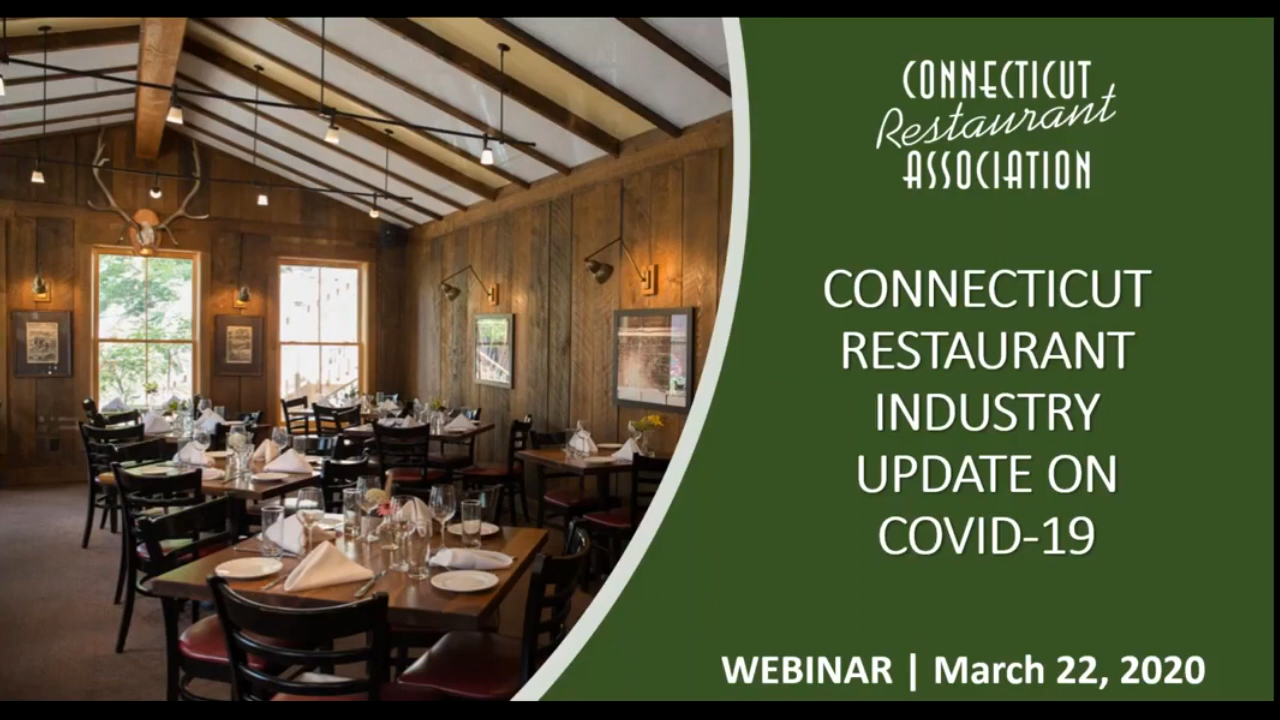 CONNECTICUT
Restaurant
ASSOCIATION
CONNECTICUT
RESTAURANT
INDUSTRY
UPDATE ON
COVID-19
WEBINAR | March 22, 2020